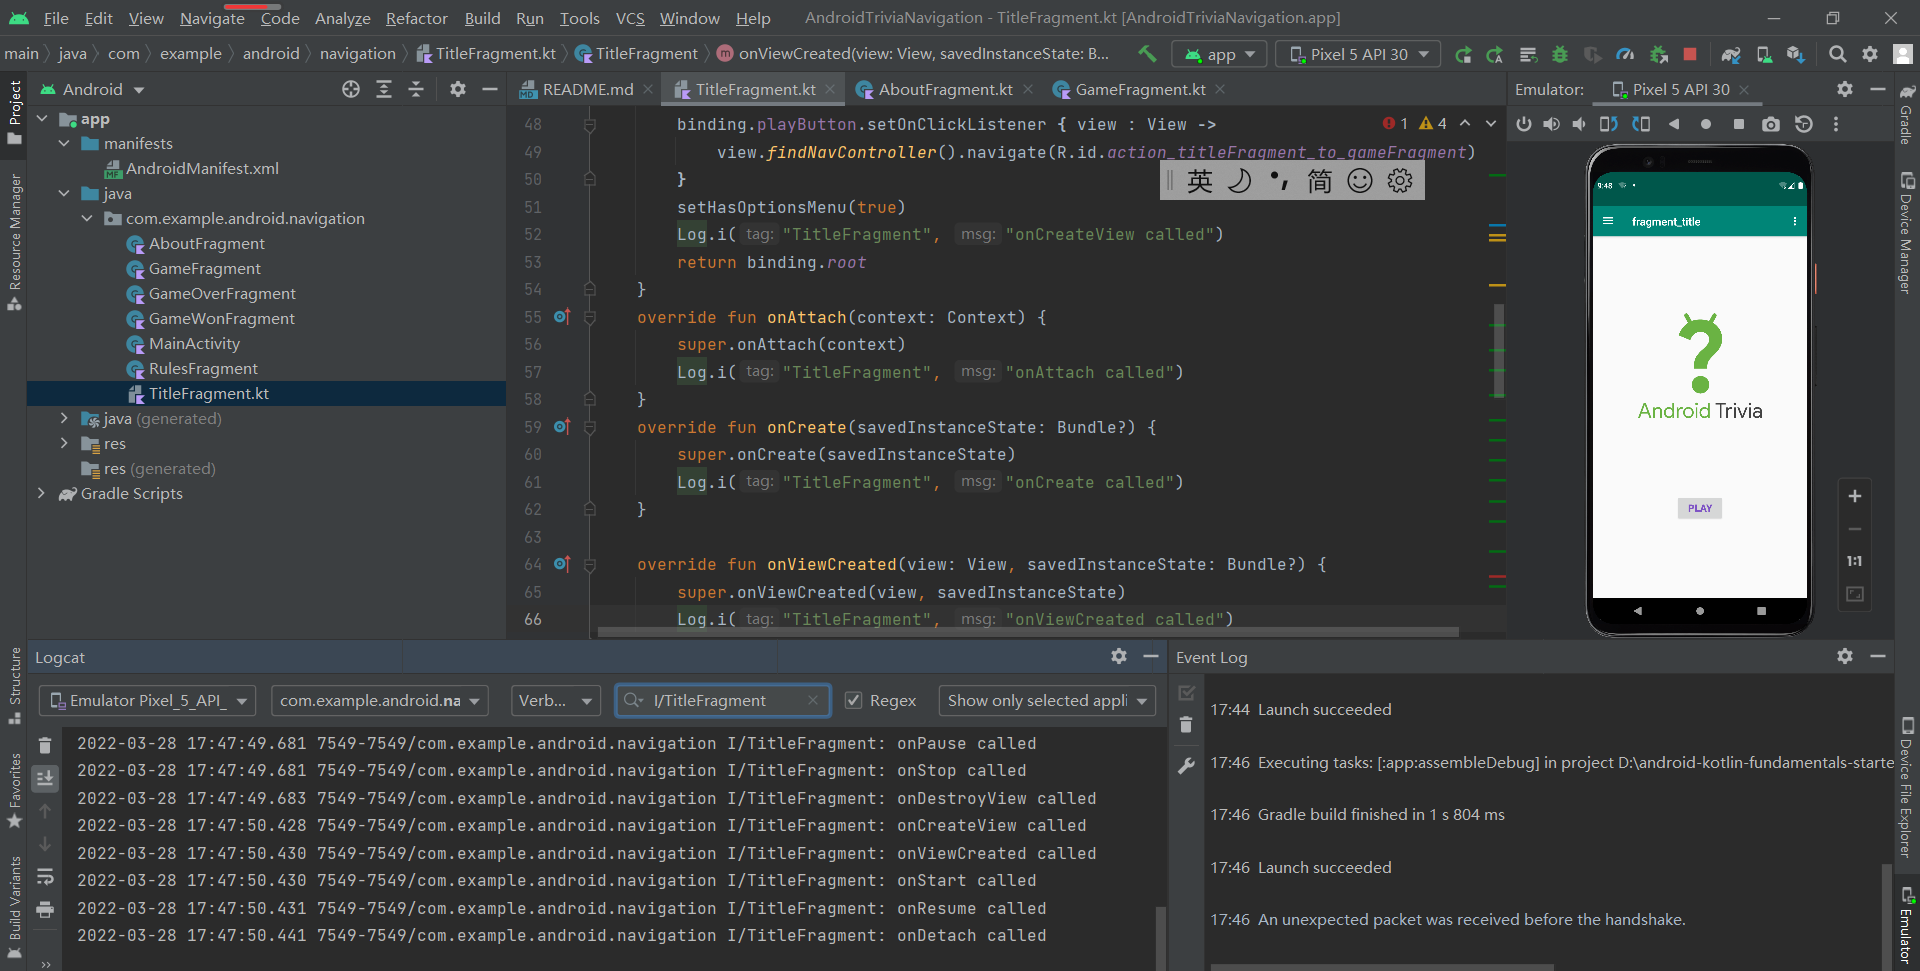 File Edit View Navigate Code Analyze Refactor Build Run Tools VCS Window Help AndroidTriviaNavigation - TitleFragment.kt [AndroidTriviaNavigation.app]
main java com example android navigation TitleFragment.kt TitleFragment m onViewCreated(view: View, savedInstanceState: B... app Pixel 5 API 30
Project
Resource Manager
Structure
Favorites
Build Variants
Android
app
manifests
MF AndroidManifest.xml
java
com.example.android.navigation
AboutFragment
GameFragment
GameOverFragment
GameWonFragment
MainActivity
RulesFragment
TitleFragment.kt
java (generated)
res
res (generated)
Gradle Scripts
MD README.md TitleFragment.kt AboutFragment.kt GameFragment.kt
1 4
48 binding.playButton.setOnClickListener { view : View ->
49 view.findNavController().navigate(R.id.action_titleFragment_to_gameFragment)
50 }
51 setHasOptionsMenu(true)
52 Log.i( tag: "TitleFragment", msg: "onCreateView called")
53 return binding.root
54 }
55 override fun onAttach(context: Context) {
56 super.onAttach(context)
57 Log.i( tag: "TitleFragment", msg: "onAttach called")
58 }
59 override fun onCreate(savedInstanceState: Bundle?) {
60 super.onCreate(savedInstanceState)
61 Log.i( tag: "TitleFragment", msg: "onCreate called")
62 }
63
64 override fun onViewCreated(view: View, savedInstanceState: Bundle?) {
65 super.onViewCreated(view, savedInstanceState)
66 Log.i( tag: "TitleFragment", msg: "onViewCreated called")
英 简
Emulator: Pixel 5 API 30
9:48
fragment_title
Android Trivia
PLAY
1:1
Gradle
Device Manager
Device File Explorer
Emulator
Logcat
Emulator Pixel_5_API_ com.example.android.na Verb... I/TitleFragment Regex Show only selected appli
2022-03-28 17:47:49.681 7549-7549/com.example.android.navigation I/TitleFragment: onPause called
2022-03-28 17:47:49.681 7549-7549/com.example.android.navigation I/TitleFragment: onStop called
2022-03-28 17:47:49.683 7549-7549/com.example.android.navigation I/TitleFragment: onDestroyView called
2022-03-28 17:47:50.428 7549-7549/com.example.android.navigation I/TitleFragment: onCreateView called
2022-03-28 17:47:50.430 7549-7549/com.example.android.navigation I/TitleFragment: onViewCreated called
2022-03-28 17:47:50.430 7549-7549/com.example.android.navigation I/TitleFragment: onStart called
2022-03-28 17:47:50.431 7549-7549/com.example.android.navigation I/TitleFragment: onResume called
2022-03-28 17:47:50.441 7549-7549/com.example.android.navigation I/TitleFragment: onDetach called
Event Log
17:44 Launch succeeded
17:46 Executing tasks: [:app:assembleDebug] in project D:\android-kotlin-fundamentals-starte
17:46 Gradle build finished in 1 s 804 ms
17:46 Launch succeeded
17:46 An unexpected packet was received before the handshake.